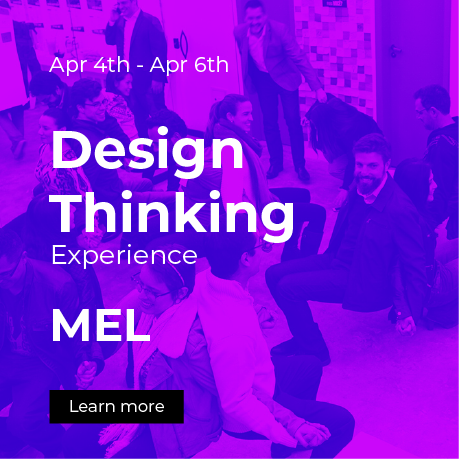 Apr 4th - Apr 6th
Design
Thinking
Experience
MEL
Learn more